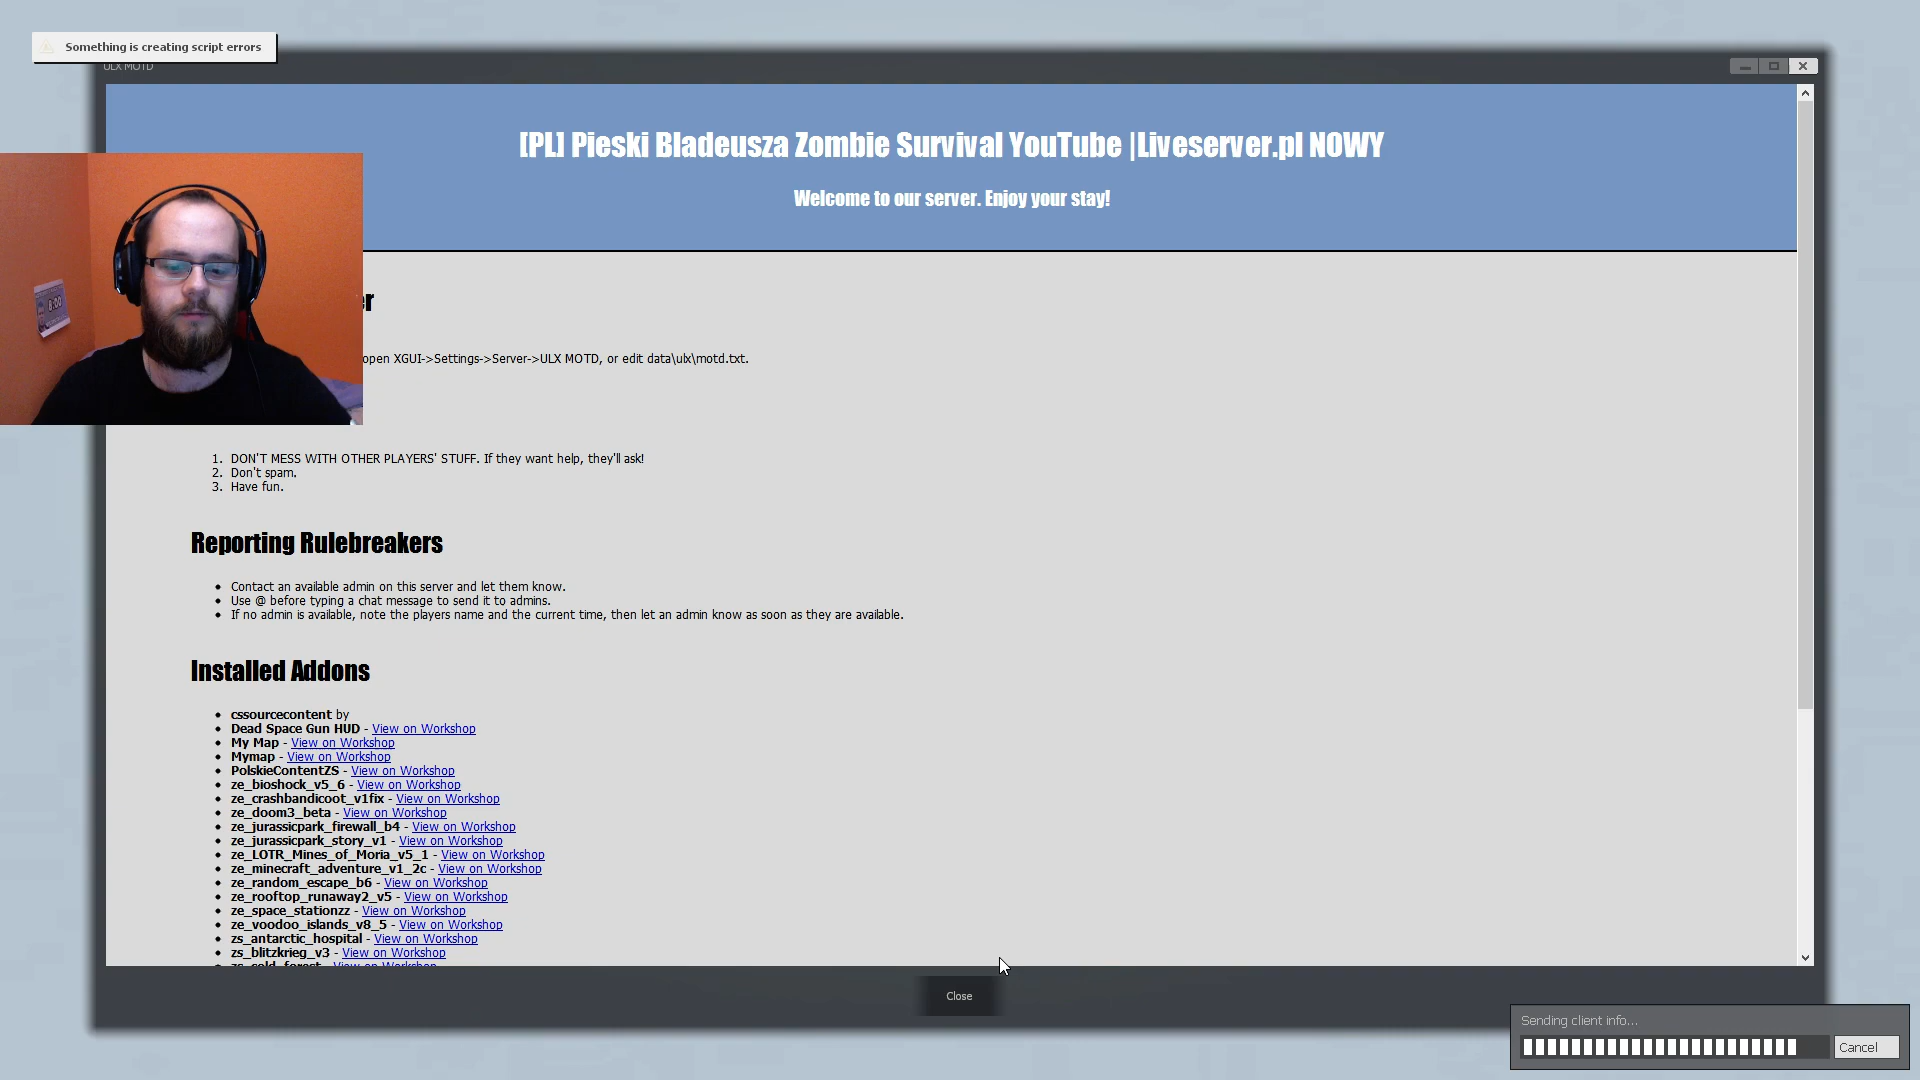 Something is creating script errors
ULX MOTD
[PL] Pieski Bladeusza Zombie Survival YouTube |Liveserver.pl NOWY
Welcome to our server. Enjoy your stay!
er
open XGUI->Settings->Server->ULX MOTD, or edit data\ulx\motd.txt.
8:00
1. DON'T MESS WITH OTHER PLAYERS' STUFF. If they want help, they'll ask!
2. Don't spam.
3. Have fun.
Reporting Rulebreakers
• Contact an available admin on this server and let them know.
• Use @ before typing a chat message to send it to admins.
• If no admin is available, note the players name and the current time, then let an admin know as soon as they are available.
Installed Addons
• cssourcecontent by
• Dead Space Gun HUD - View on Workshop
• My Map - View on Workshop
• Mymap - View on Workshop
• PolskieContentZS - View on Workshop
• ze_bioshock_v5_6 - View on Workshop
• ze_crashbandicoot_v1fix - View on Workshop
• ze_doom3_beta - View on Workshop
• ze_jurassicpark_firewall_b4 - View on Workshop
• ze_jurassicpark_story_v1 - View on Workshop
• ze_LOTR_Mines_of_Moria_v5_1 - View on Workshop
• ze_minecraft_adventure_v1_2c - View on Workshop
• ze_random_escape_b6 - View on Workshop
• ze_rooftop_runaway2_v5 - View on Workshop
• ze_space_stationzz - View on Workshop
• ze_voodoo_islands_v8_5 - View on Workshop
• zs_antarctic_hospital - View on Workshop
• zs_blitzkrieg_v3 - View on Workshop
• zs_cold_forest - View on Workshop
Close
Sending client info...
Cancel